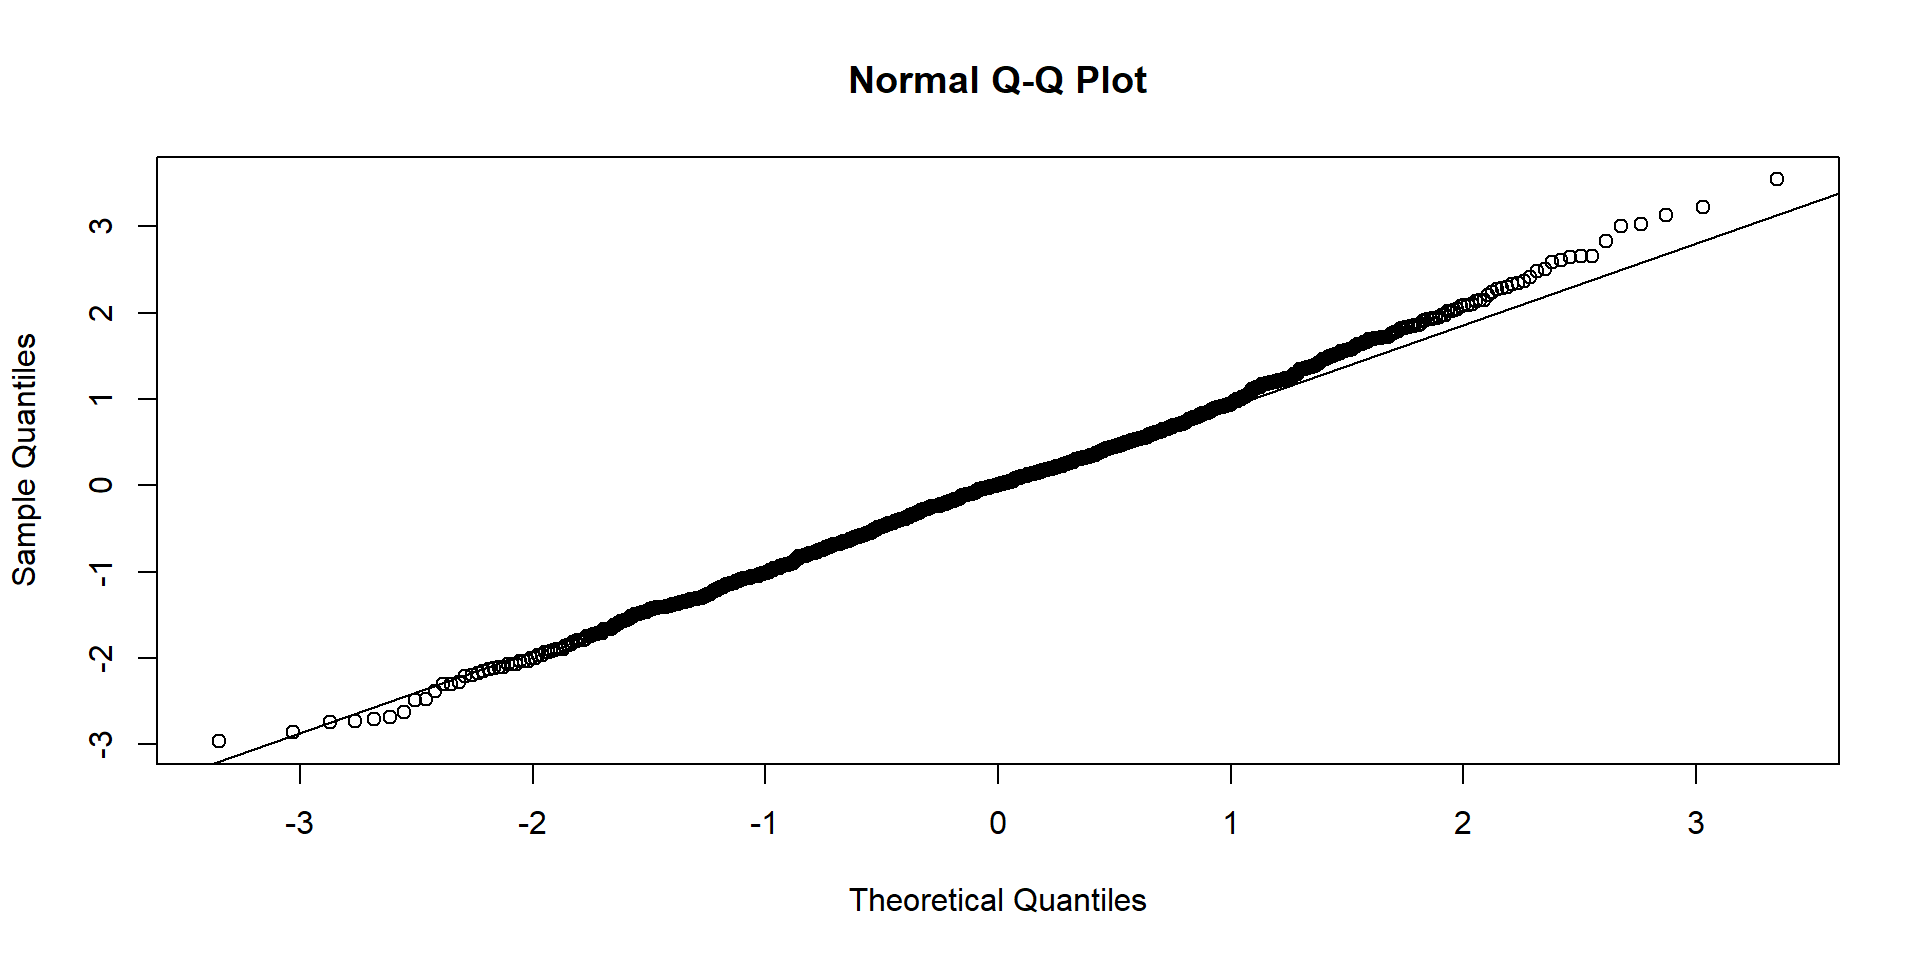 Normal Q-Q Plot
Sample Quantiles
3
2
1
0
-1
-2
-3
-3 -2 -1 0 1 2 3
Theoretical Quantiles